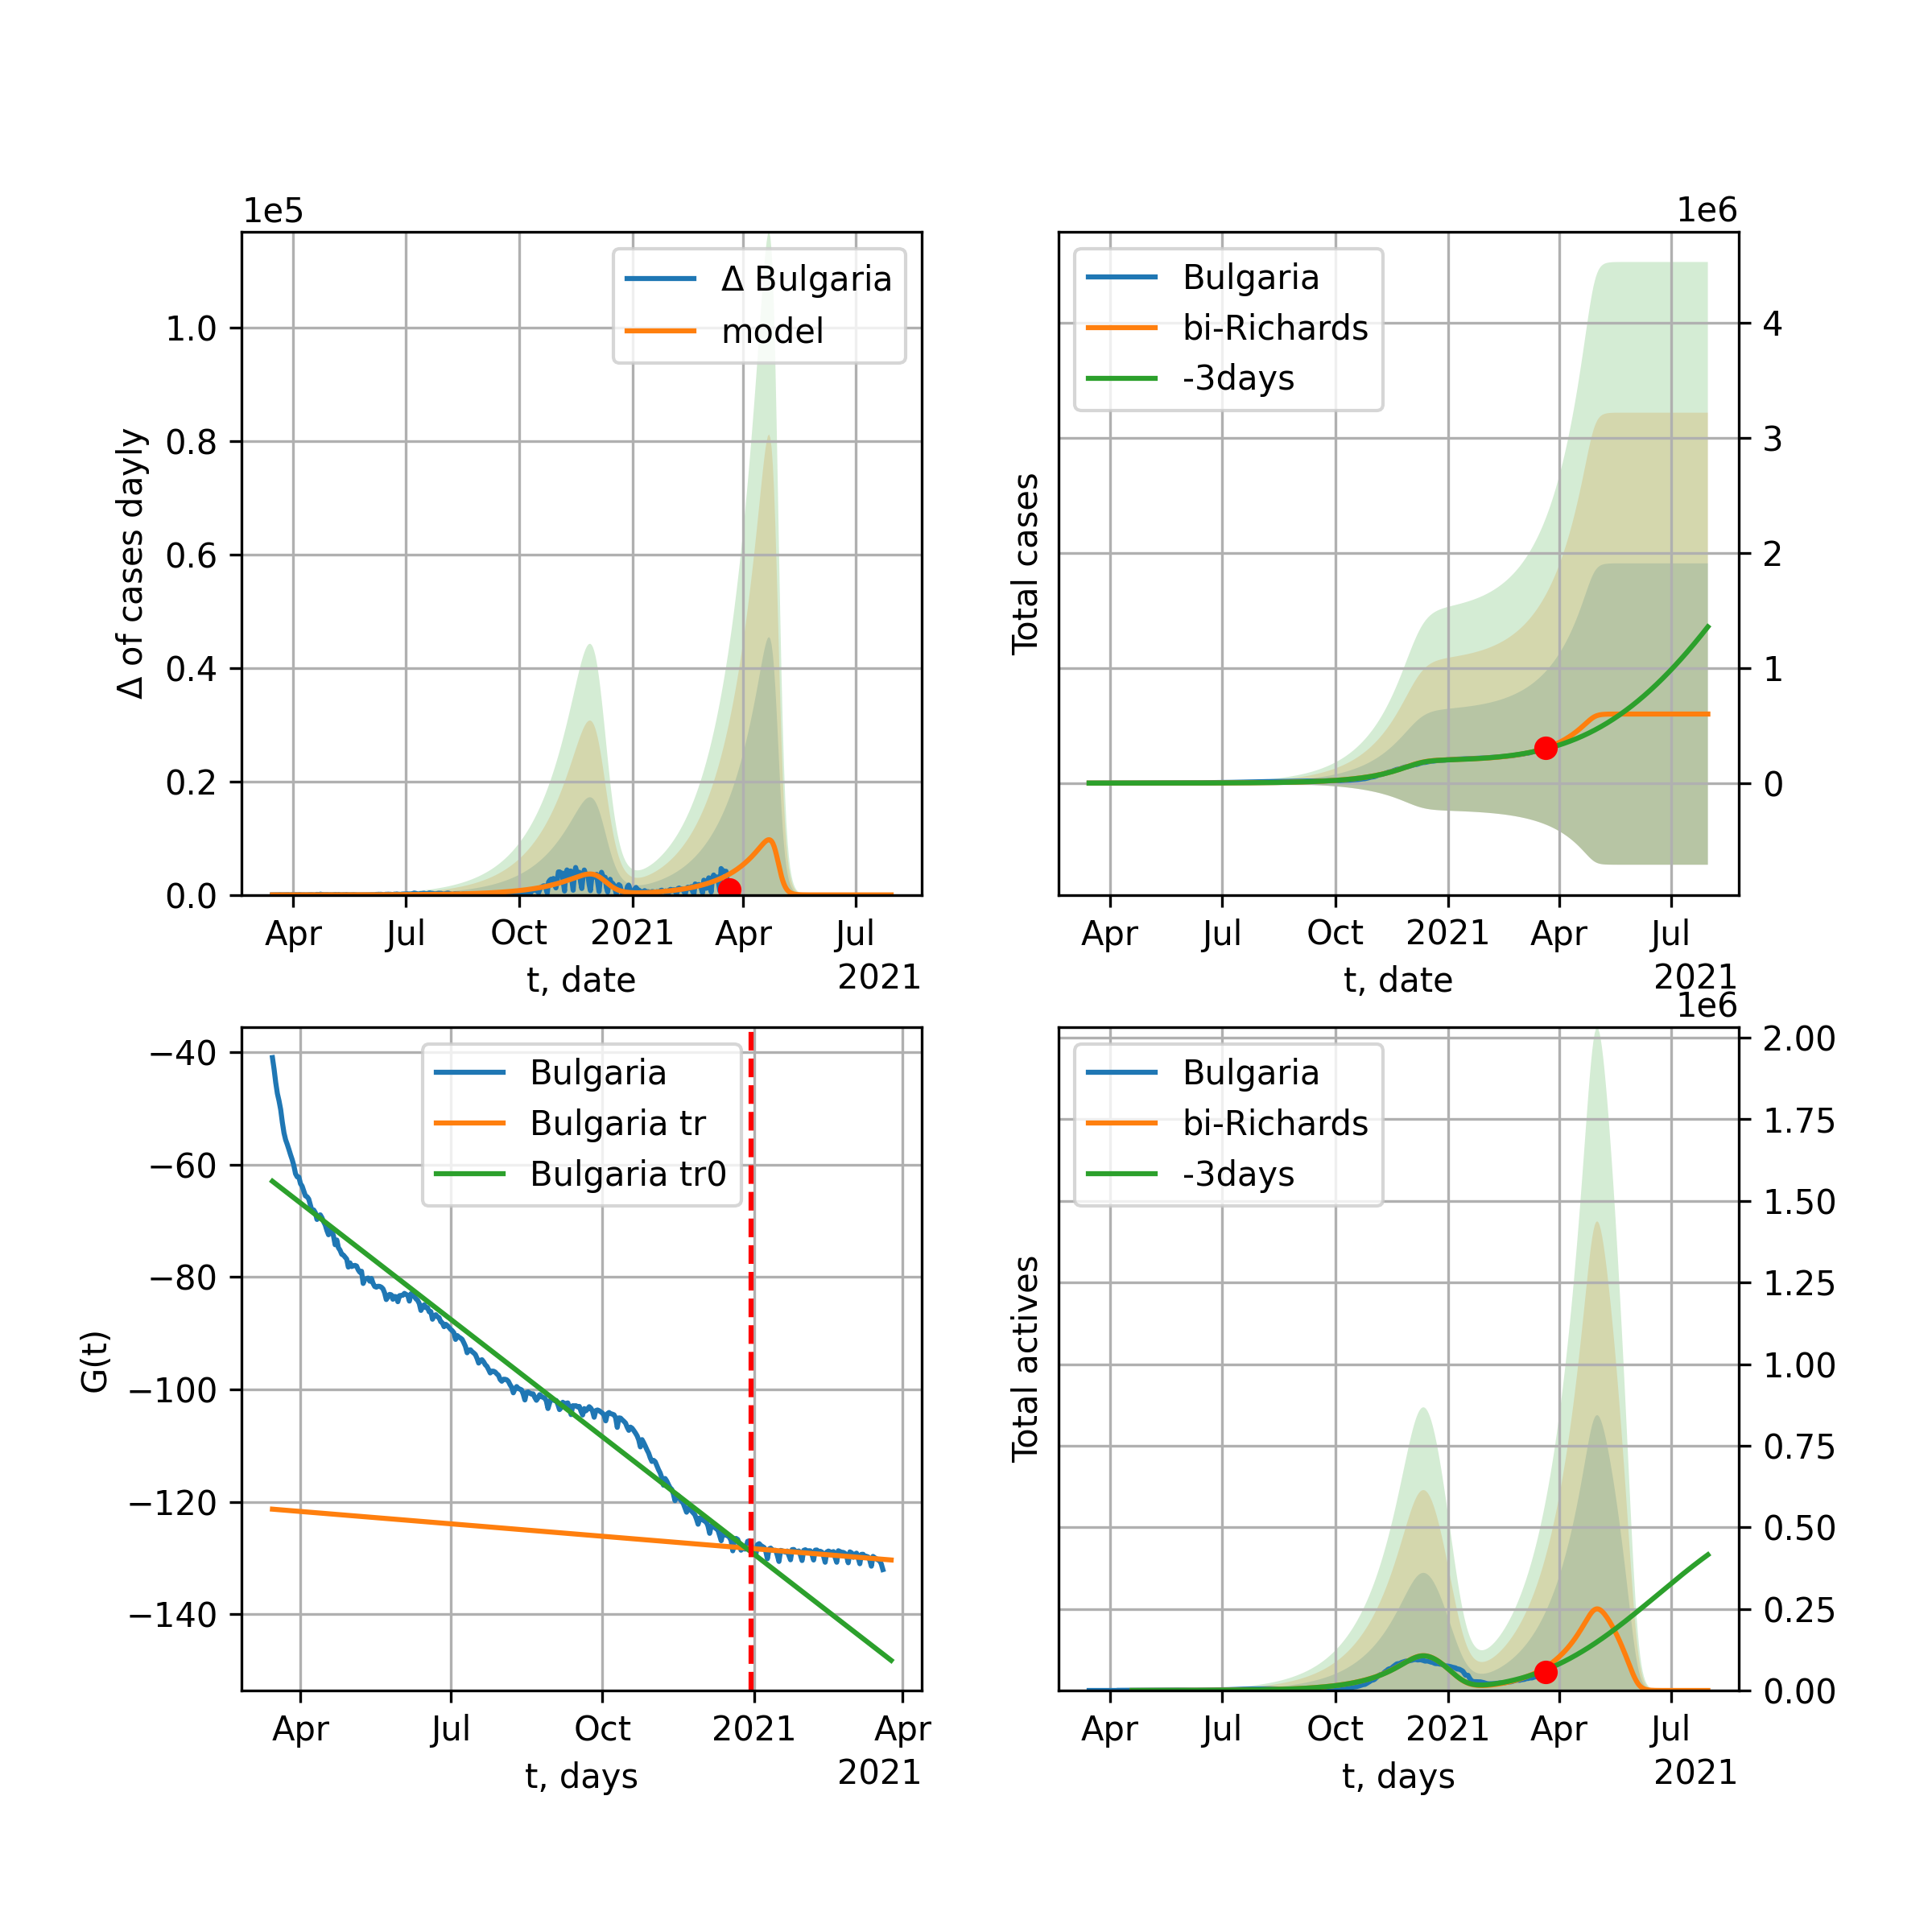 1e5
Δ Bulgaria
model
1.0
0.8
0.6
0.4
0.2
0.0
Δ of cases dayly
Apr Jul Oct 2021 Apr Jul
t, date
2021
1e6
Bulgaria
bi-Richards
-3days
4
3
2
1
0
Total cases
Apr Jul Oct 2021 Apr Jul
t, date
2021
Bulgaria
Bulgaria tr
Bulgaria tr0
−40
−60
−80
−100
−120
−140
G(t)
Apr Jul Oct 2021 Apr
t, days
2021
1e6
Bulgaria
bi-Richards
-3days
2.00
1.75
1.50
1.25
1.00
0.75
0.50
0.25
0.00
Total actives
Apr Jul Oct 2021 Apr Jul
t, days
2021